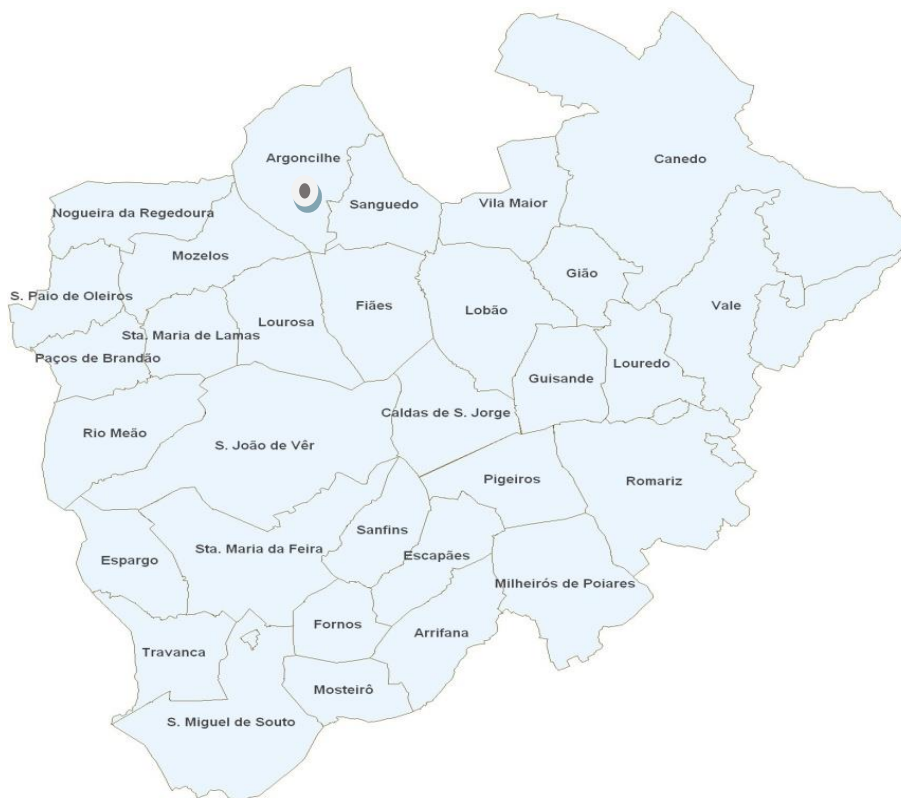 Argoncilhe
Canedo
Sanguedo
Vila Maior
Nogueira da Regedoura
Mozelos
Gião
S. Paio de Oleiros
Fiães
Lobão
Vale
Lourosa
Sta. Maria de Lamas
Paços de Brandão
Louredo
Guisande
Caldas de S. Jorge
Rio Meão
S. João de Vêr
Pigeiros
Romariz
Sanfins
Sta. Maria da Feira
Escapães
Espargo
Milheirós de Poiares
Fornos
Arrifana
Travanca
Mosteirô
S. Miguel de Souto